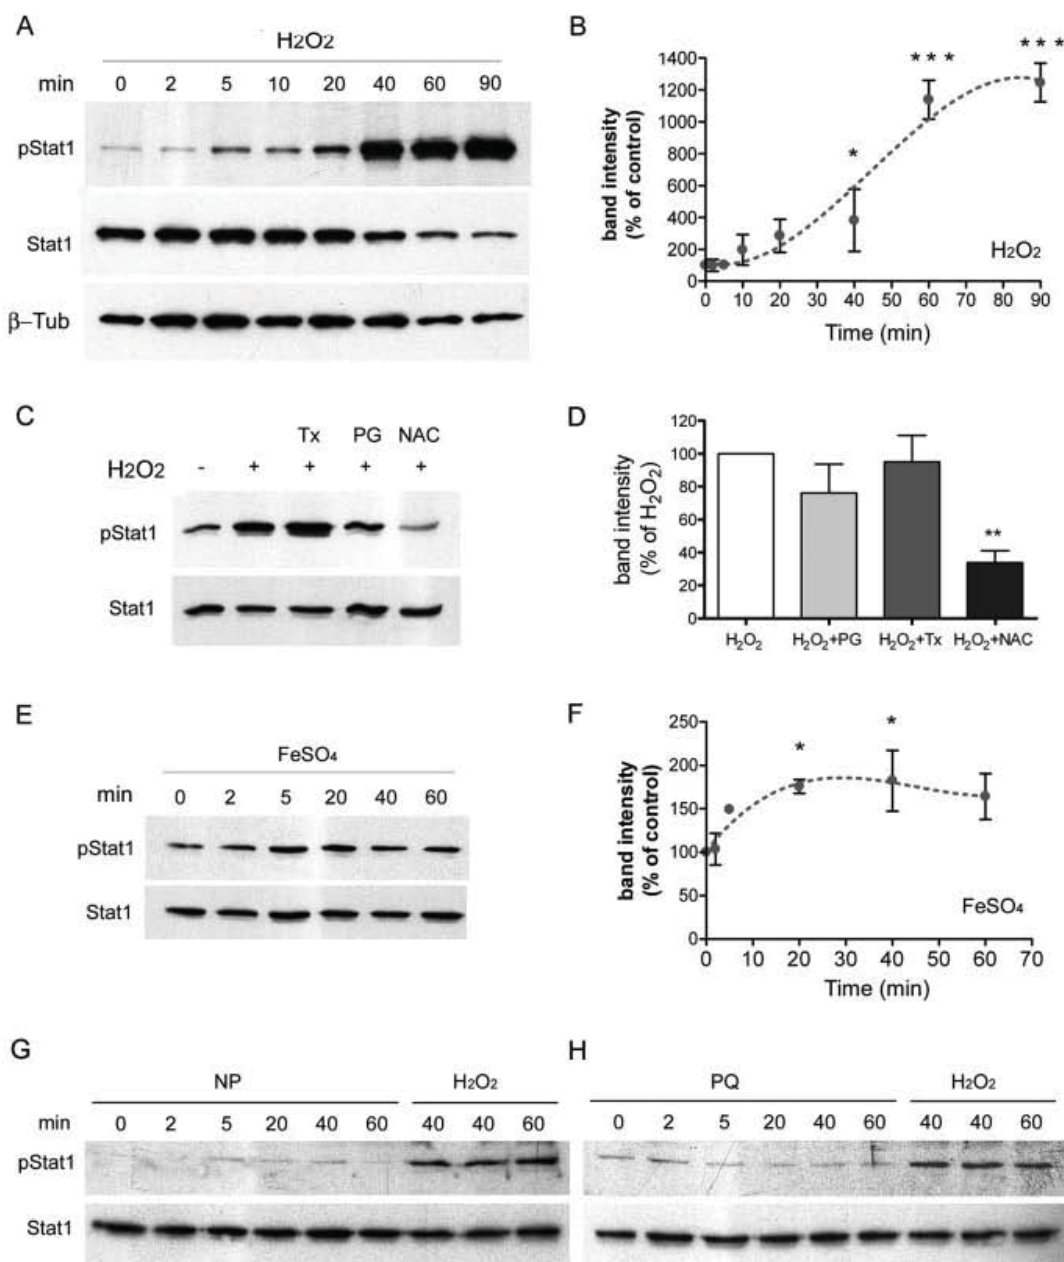 A
H2O2
min 0 2 5 10 20 40 60 90
pStat1
Stat1
β–Tub
B
1400
1200
1000
800
600
400
200
0
band intensity
(% of control)
*
* * *
* * *
H2O2
0 10 20 30 40 50 60 70 80 90
Time (min)
C
Tx PG NAC
H2O2 - + + + +
pStat1
Stat1
D
120
100
80
60
40
20
0
band intensity
(% of H2O2)
**
H2O2 H2O2+PG H2O2+Tx H2O2+NAC
E
FeSO4
min 0 2 5 20 40 60
pStat1
Stat1
F
250
200
150
100
50
0
band intensity
(% of control)
* *
FeSO4
0 10 20 30 40 50 60 70
Time (min)
G
NP H2O2
min 0 2 5 20 40 60 40 40 60
pStat1
Stat1
H
PQ H2O2
0 2 5 20 40 60 40 40 60